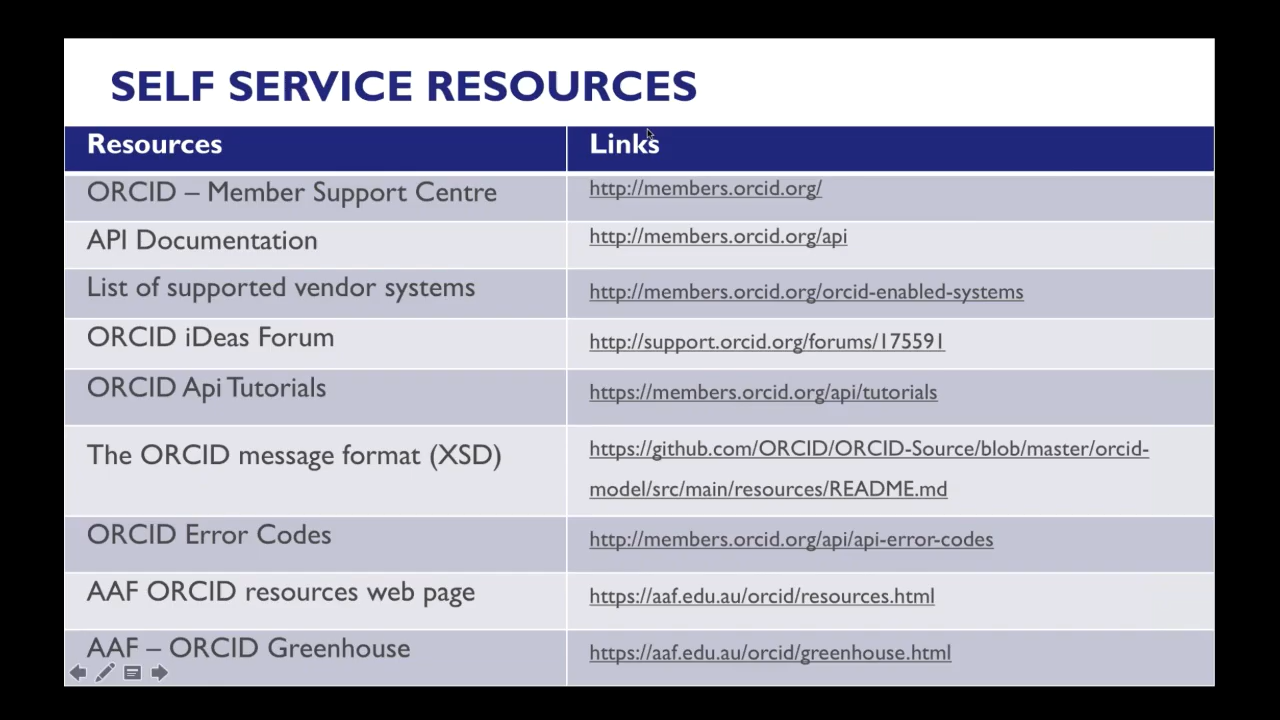 SELF SERVICE RESOURCES
Resources
Links
ORCID – Member Support Centre
http://members.orcid.org/
API Documentation
http://members.orcid.org/api
List of supported vendor systems
http://members.orcid.org/orcid-enabled-systems
ORCID iDeas Forum
http://support.orcid.org/forums/175591
ORCID Api Tutorials
https://members.orcid.org/api/tutorials
The ORCID message format (XSD)
https://github.com/ORCID/ORCID-Source/blob/master/orcid-
model/src/main/resources/README.md
ORCID Error Codes
http://members.orcid.org/api/api-error-codes
AAF ORCID resources web page
https://aaf.edu.au/orcid/resources.html
AAF – ORCID Greenhouse
https://aaf.edu.au/orcid/greenhouse.html